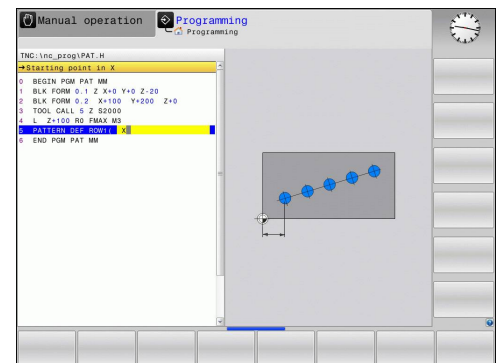 Manual operation
Programming
Programming
TNC:\nc_prog\PAT.H
→Starting point in X
0 BEGIN PGM PAT MM
1 BLK FORM 0.1 Z X+0 Y+0 Z-20
2 BLK FORM 0.2 X+100 Y+200 Z+0
3 TOOL CALL 5 Z S2000
4 L Z+100 R0 FMAX M3
5 PATTERN DEF ROW1( X
6 END PGM PAT MM